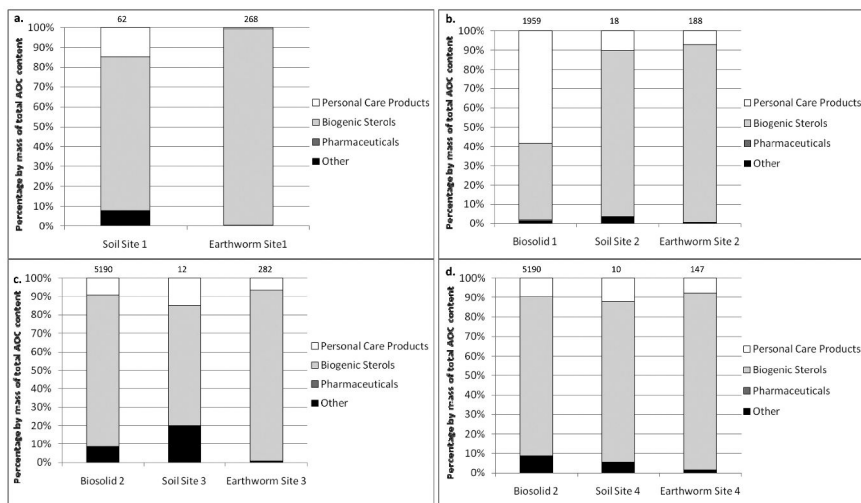 a.
62 268
Percentage by mass of total AOC content
100%
90%
80%
70%
60%
50%
40%
30%
20%
10%
0%
Soil Site 1 Earthworm Site1
Personal Care Products
Biogenic Sterols
Pharmaceuticals
Other
b.
1959 18 188
Percentage by mass of total AOC content
100%
90%
80%
70%
60%
50%
40%
30%
20%
10%
0%
Biosolid 1 Soil Site 2 Earthworm Site 2
Personal Care Products
Biogenic Sterols
Pharmaceuticals
Other
c.
5190 12 282
Percentage by mass of total AOC content
100%
90%
80%
70%
60%
50%
40%
30%
20%
10%
0%
Biosolid 2 Soil Site 3 Earthworm Site 3
Personal Care Products
Biogenic Sterols
Pharmaceuticals
Other
d.
5190 10 147
Percentage by mass of total AOC content
100%
90%
80%
70%
60%
50%
40%
30%
20%
10%
0%
Biosolid 2 Soil Site 4 Earthworm Site 4
Personal Care Products
Biogenic Sterols
Pharmaceuticals
Other